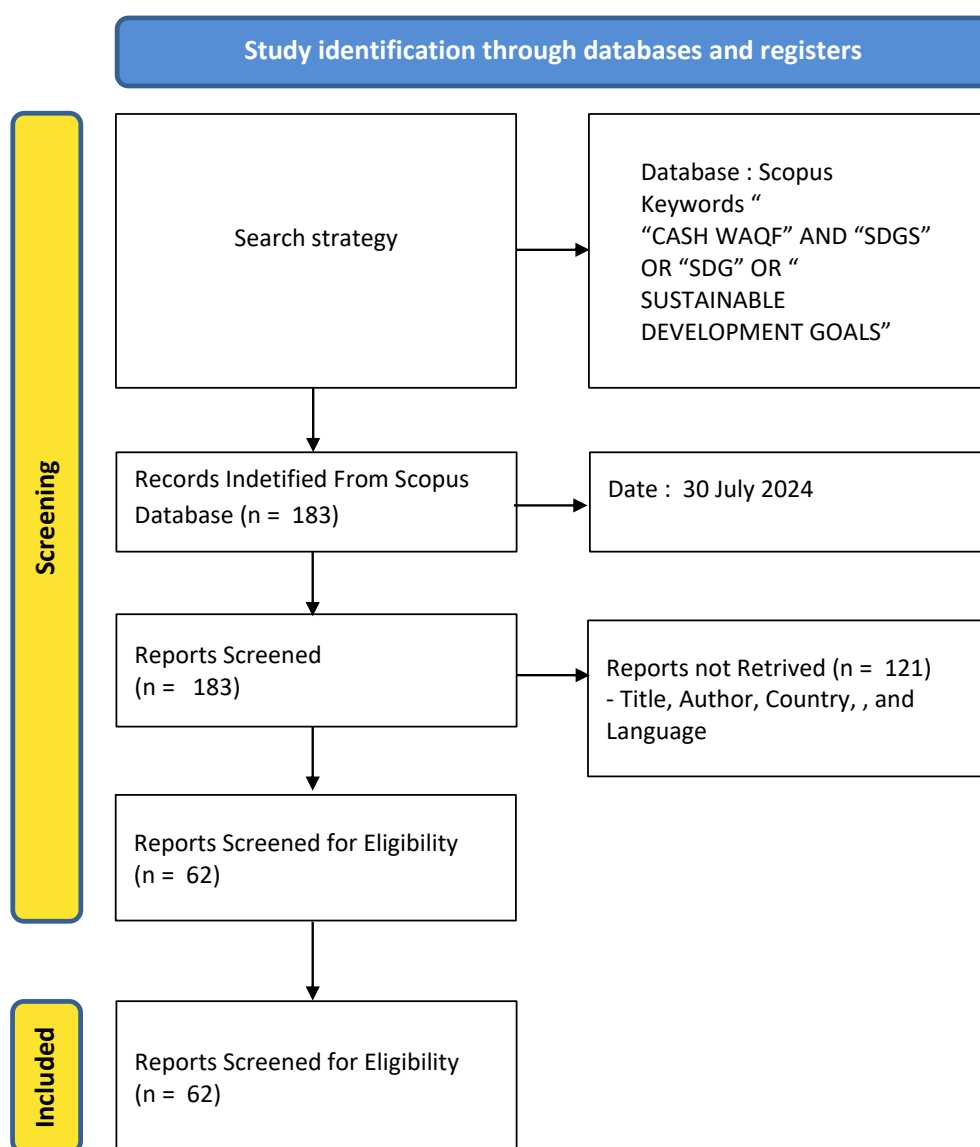 Study identification through databases and registers
Screening
Search strategy
Database : Scopus
Keywords “
“CASH WAQF” AND “SDGS”
OR “SDG” OR “
SUSTAINABLE
DEVELOPMENT GOALS”
Records Indetified From Scopus
Database (n = 183)
Date : 30 July 2024
Reports Screened
(n = 183)
Reports not Retrived (n = 121)
- Title, Author, Country, , and
Language
Reports Screened for Eligibility
(n = 62)
Included
Reports Screened for Eligibility
(n = 62)